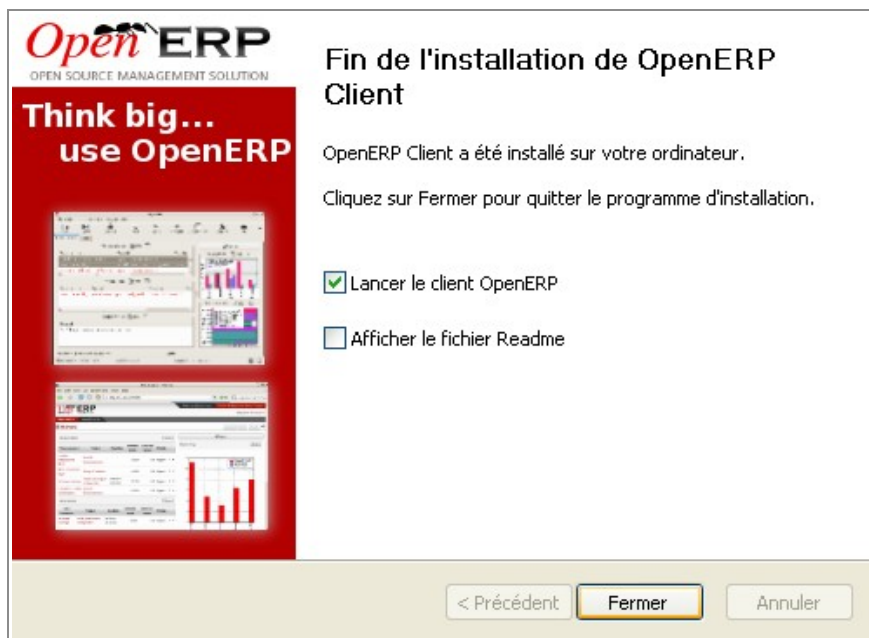 Open ERP
OPEN SOURCE MANAGEMENT SOLUTION
Think big...
use OpenERP
Fin de l'installation de OpenERP
Client
OpenERP Client a été installé sur votre ordinateur.
Cliquez sur Fermer pour quitter le programme d'installation.
Lancer le client OpenERP
Afficher le fichier Readme
< Précédent
Fermer
Annuler